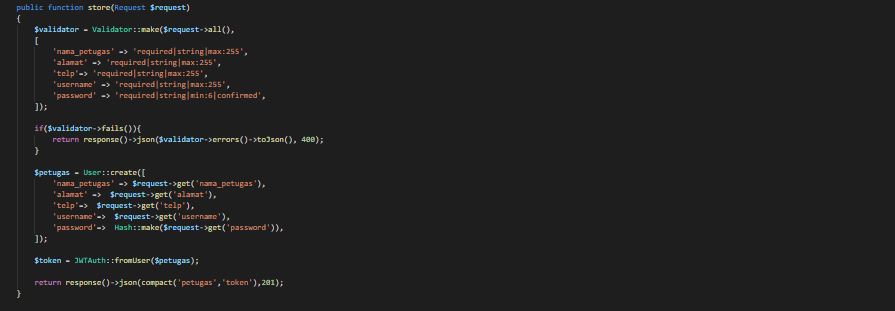 public function store(Request $request)
{
$validator = Validator::make($request->all(),
[
'nama_petugas' => 'required|string|max:255',
'alamat' => 'required|string|max:255',
'telp'=> 'required|string|max:255',
'username' => 'required|string|max:255',
'password' => 'required|string|min:6|confirmed',
]);
if($validator->fails()){
return response()->json($validator->errors()->toJson(), 400);
}
$petugas = User::create([
'nama_petugas' => $request->get('nama_petugas'),
'alamat' => $request->get('alamat'),
'telp'=> $request->get('telp'),
'username'=> $request->get('username'),
'password'=> Hash::make($request->get('password')),
]);
$token = JWTAuth::fromUser($petugas);
return response()->json(compact('petugas','token'),201);
}